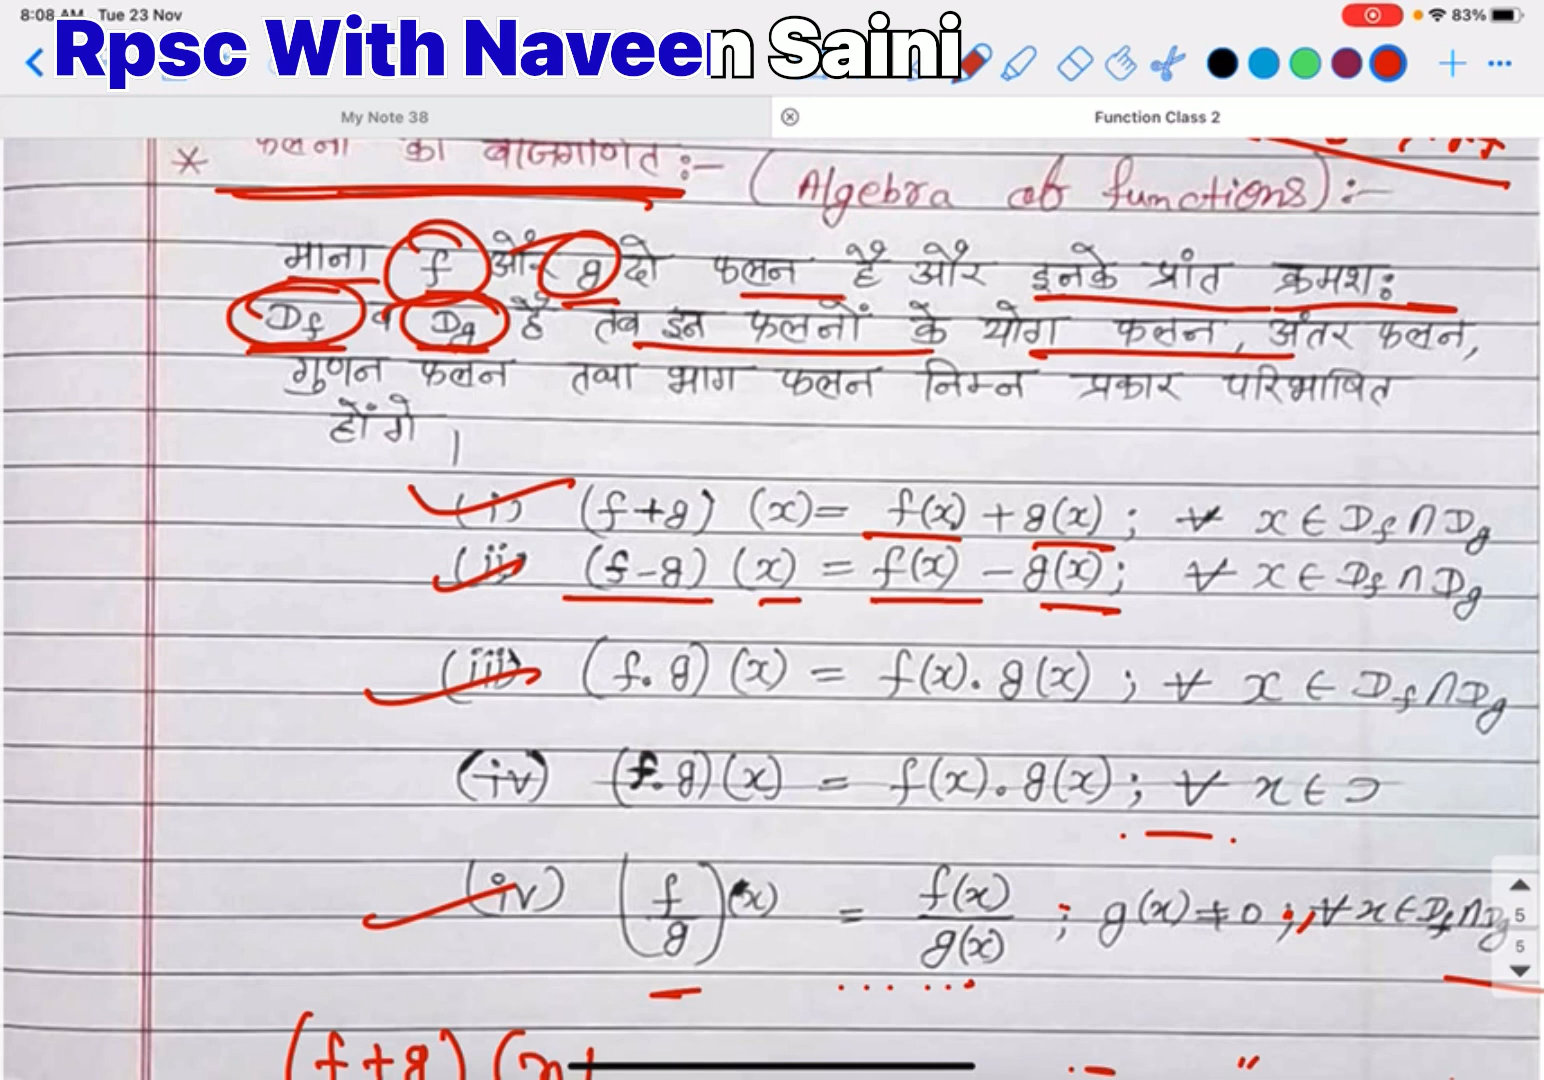 8:08 AM Tue 23 Nov
83%
Rpsc With Naveen Saini
My Note 38
Function Class 2
* फलनों का बीजगणित :- (Algebra of functions) :-
माना f और g दो फलन है और इनके प्रांत क्रमशः
Df व Dg है तब इन फलनों के योग फलन, अंतर फलन,
गुणन फलन तथा भाग फलन निम्न प्रकार परिभाषित
होंगे।
(i) (f+g) (x) = f(x) + g(x) ; ∀ x ∈ Df ∩ Dg
(ii) (f-g) (x) = f(x) - g(x) ; ∀ x ∈ Df ∩ Dg
(iii) (f.g) (x) = f(x). g(x) ; ∀ x ∈ Df ∩ Dg
(iv) (f.g) (x) = f(x). g(x) ; ∀ x ∈
(iv) (f/g)(x) = f(x)/g(x) ; g(x) ≠ 0 ; ∀ x ∈ Df ∩ Dg
5
5
(f+g) (x)